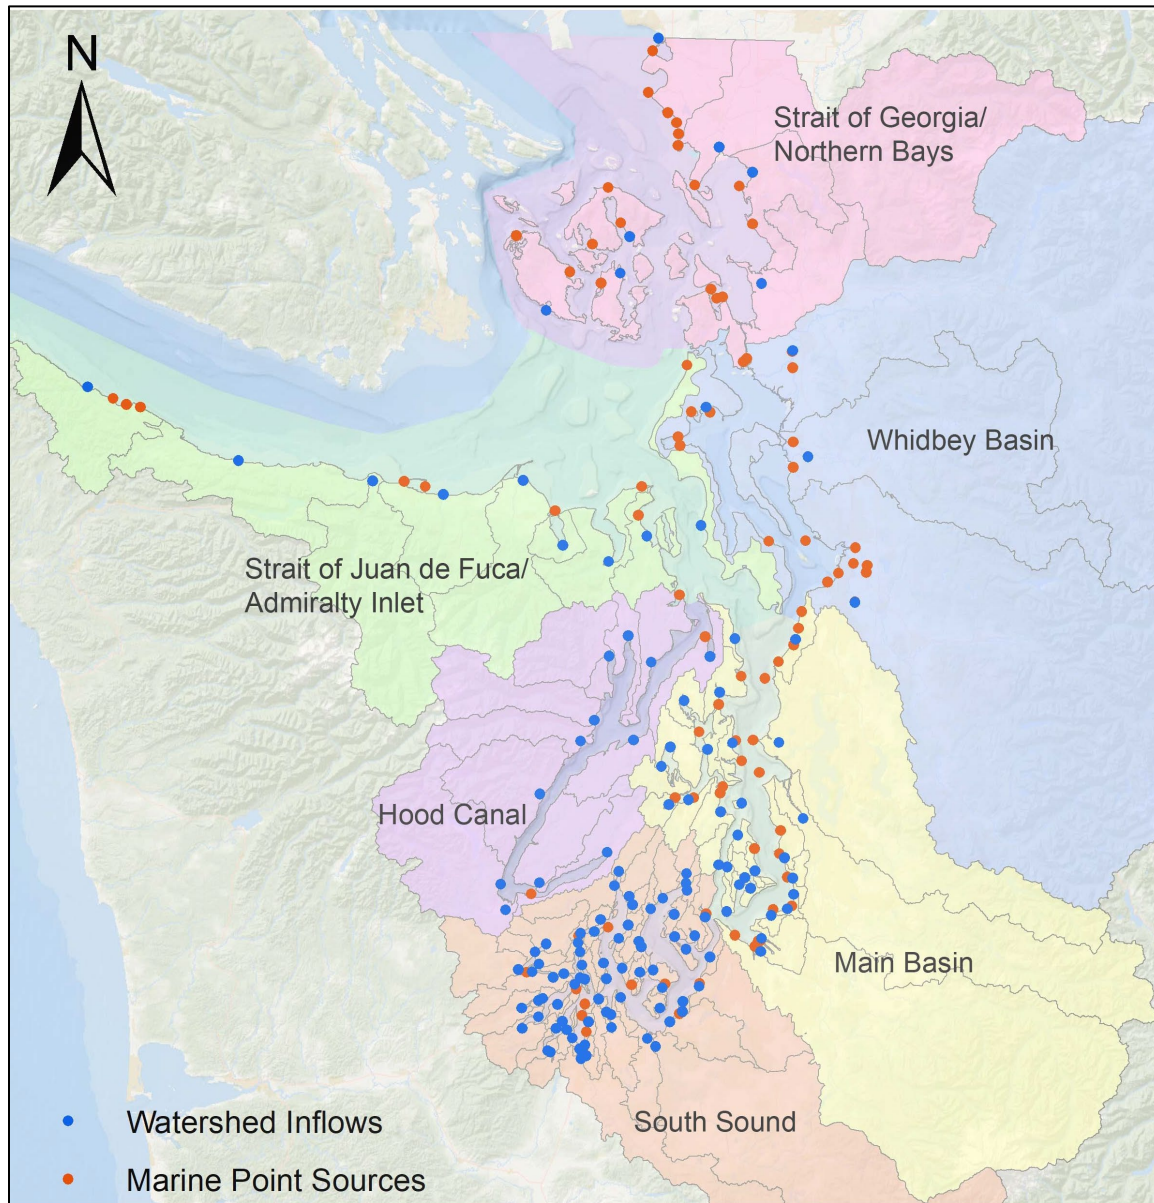 N
Strait of Georgia/
Northern Bays
Whidbey Basin
Strait of Juan de Fuca/
Admiralty Inlet
Hood Canal
Main Basin
South Sound
Watershed Inflows
Marine Point Sources